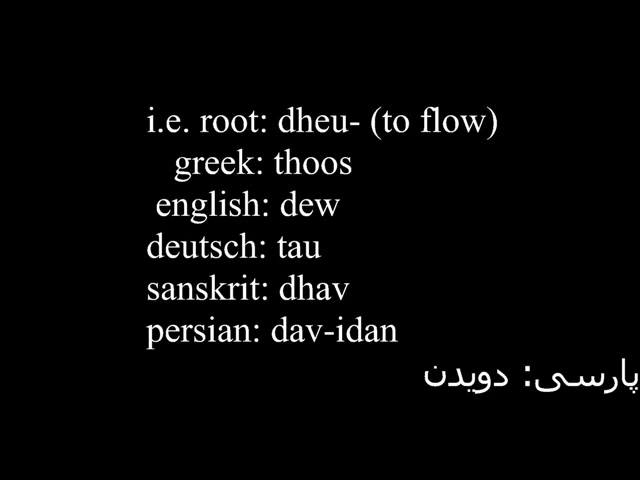 i.e. root: dheu- (to flow)
greek: thoos
english: dew
deutsch: tau
sanskrit: dhav
persian: dav-idan
پارسی: دویدن